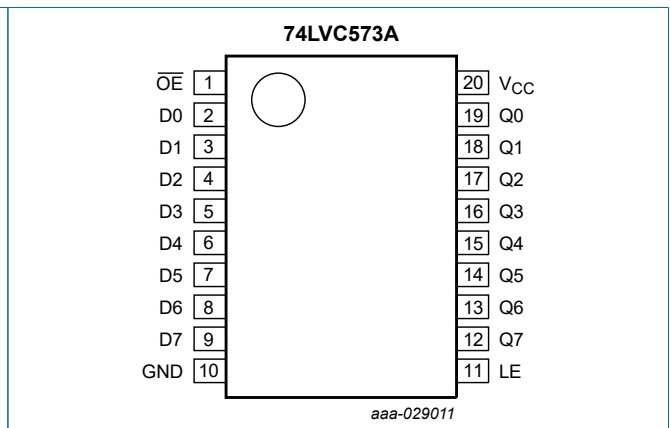 74LVC573A
OE 1 20 VCC
D0 2 19 Q0
D1 3 18 Q1
D2 4 17 Q2
D3 5 16 Q3
D4 6 15 Q4
D5 7 14 Q5
D6 8 13 Q6
D7 9 12 Q7
GND 10 11 LE
aaa-029011